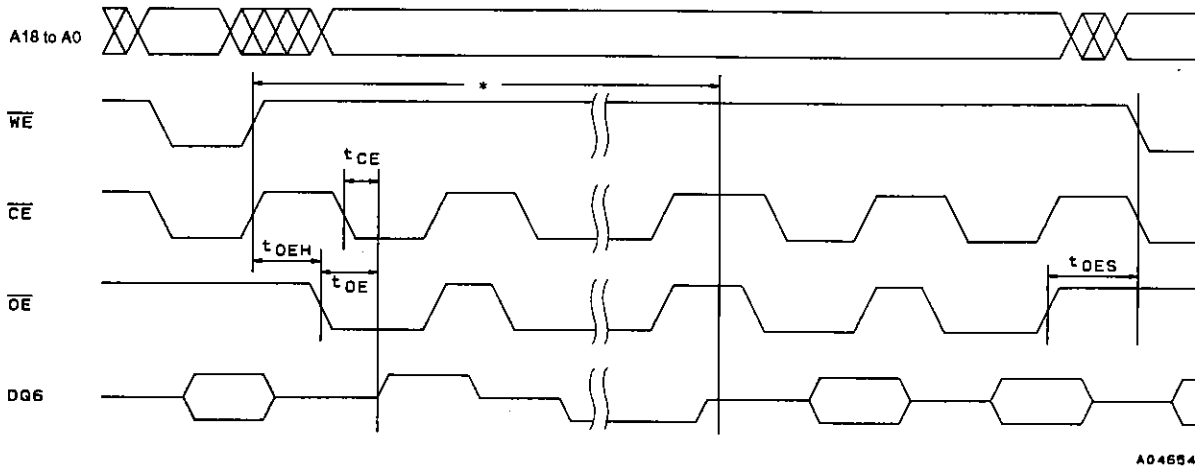 A18 to A0
*
WE
tCE
CE
tOEH
tOE
tOES
OE
DQ6
A04654